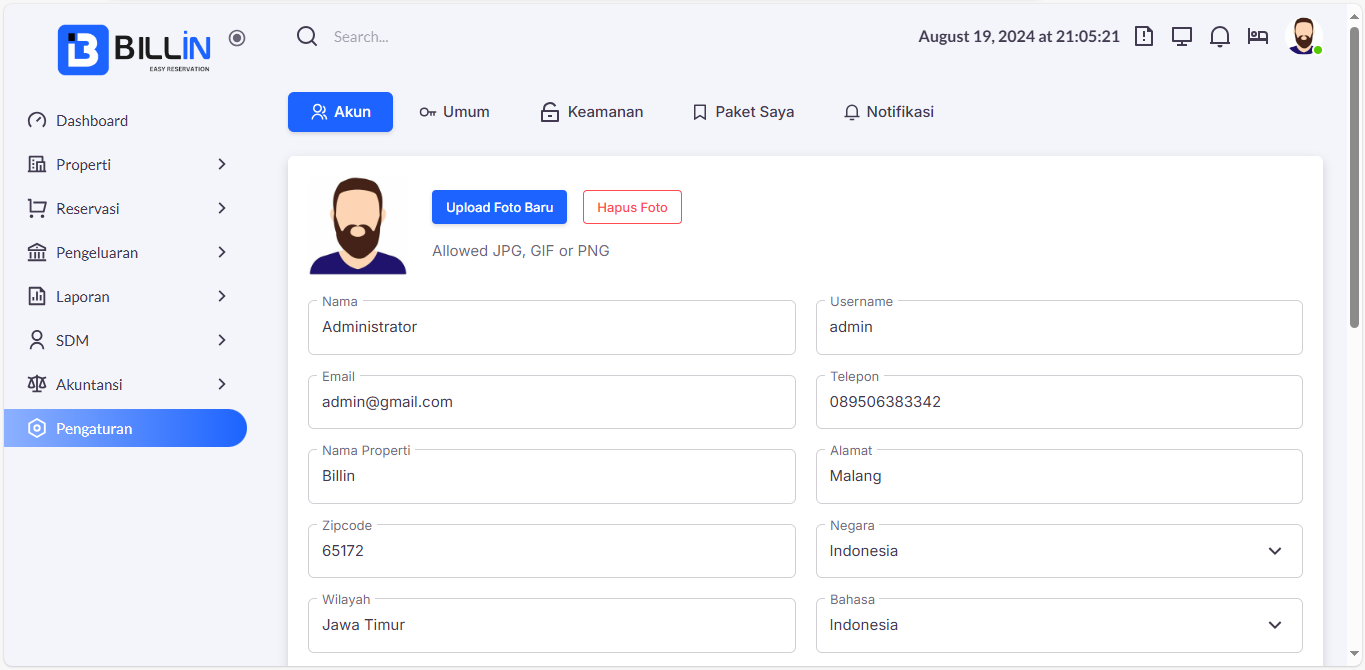 BILLIN
EASY RESERVATION
Search...
August 19, 2024 at 21:05:21
Dashboard
Properti
Reservasi
Pengeluaran
Laporan
SDM
Akuntansi
Pengaturan
Akun
Umum
Keamanan
Paket Saya
Notifikasi
Upload Foto Baru
Hapus Foto
Allowed JPG, GIF or PNG
Nama
Administrator
Username
admin
Email
admin@gmail.com
Telepon
089506383342
Nama Properti
Billin
Alamat
Malang
Zipcode
65172
Negara
Indonesia
Wilayah
Jawa Timur
Bahasa
Indonesia